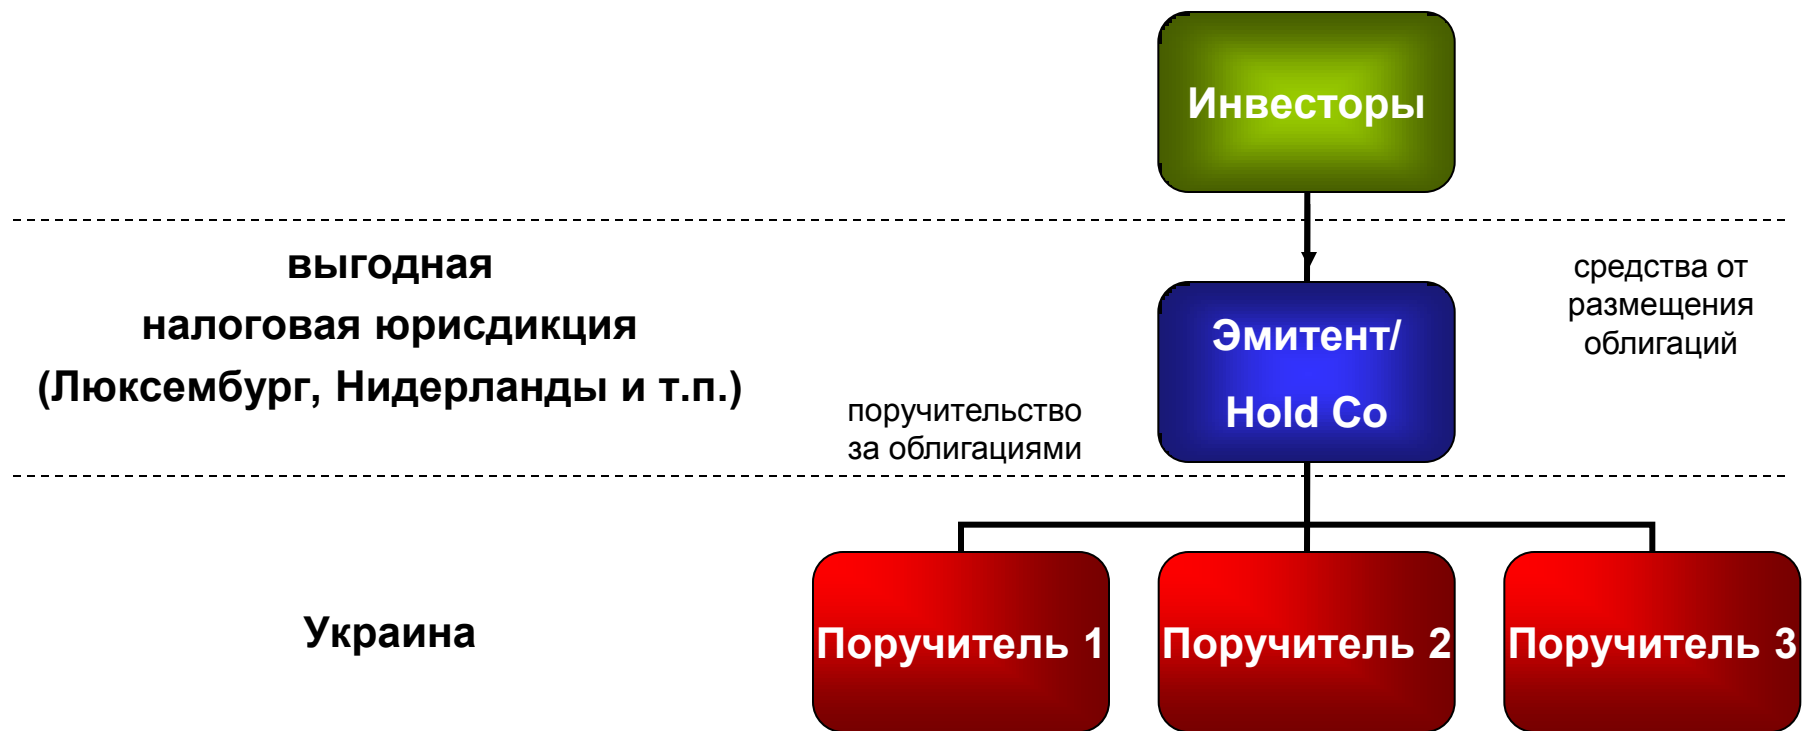 Инвесторы
выгодная
налоговая юрисдикция
(Люксембург, Нидерланды и т.п.)
средства от
размещения
облигаций
Эмитент/
Hold Co
поручительство
за облигациями
Украина
Поручитель 1
Поручитель 2
Поручитель 3